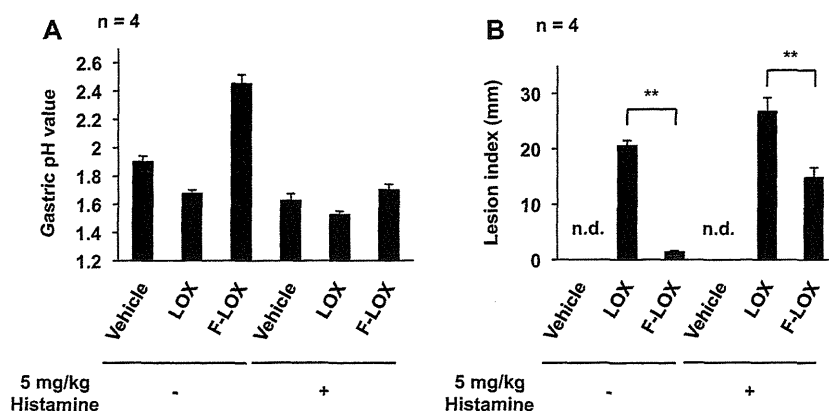 A
n = 4
Gastric pH value
2.6
2.4
2.2
2
1.8
1.6
1.4
1.2
Vehicle
LOX
F-LOX
Vehicle
LOX
F-LOX
5 mg/kg
Histamine
-
+
B
n = 4
Lesion index (mm)
30
20
10
0
n.d.
**
n.d.
**
Vehicle
LOX
F-LOX
Vehicle
LOX
F-LOX
5 mg/kg
Histamine
-
+